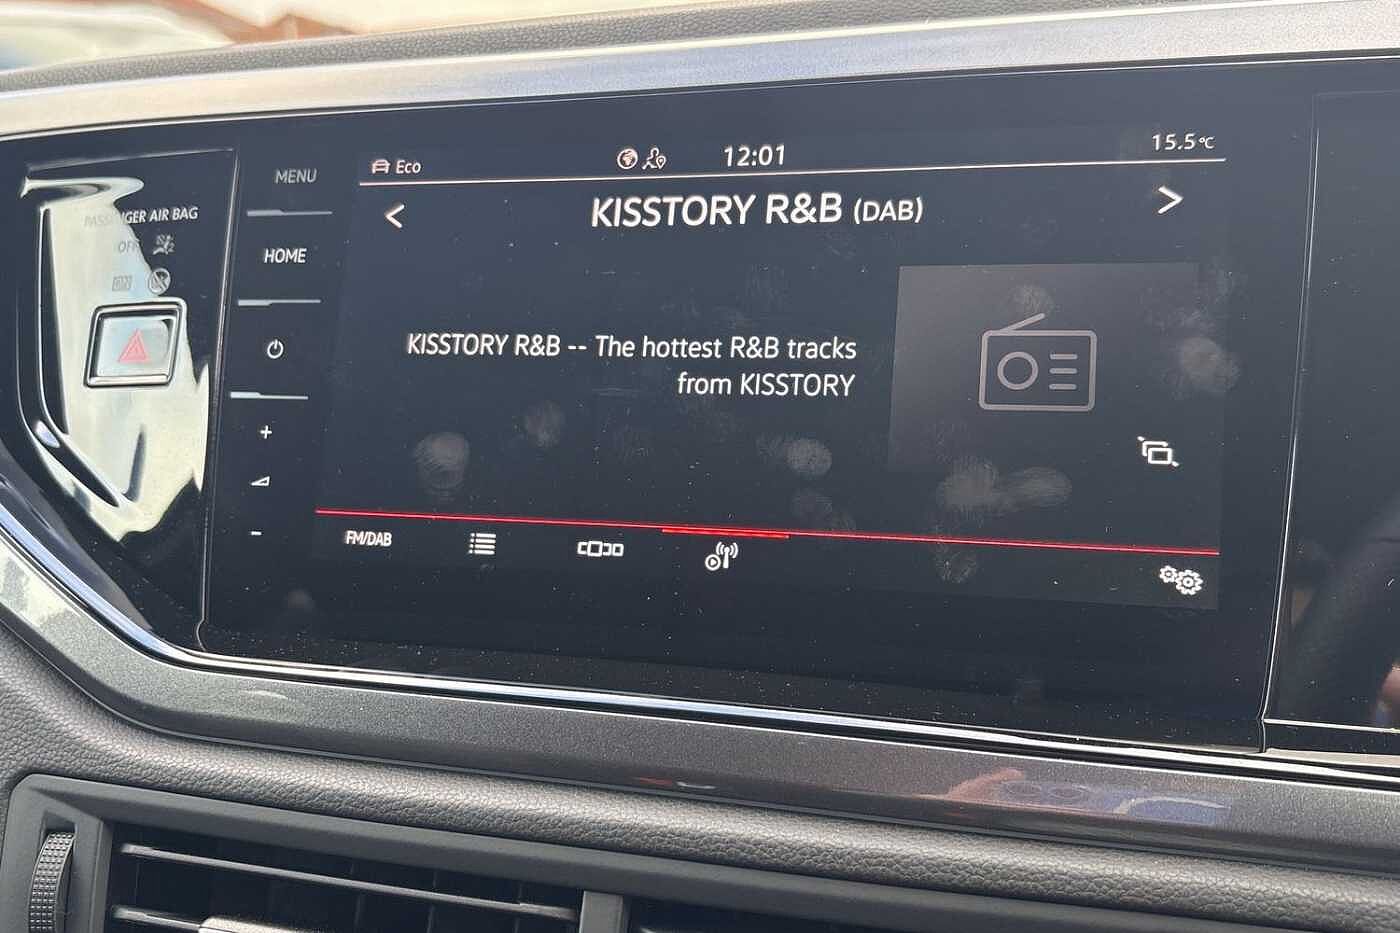 Eco
12:01
15.5°C
MENU
HOME
PASSENGER AIR BAG
OFF
ON
<
KISSTORY R&B (DAB)
>
KISSTORY R&B -- The hottest R&B tracks
from KISSTORY
+
-
FM/DAB